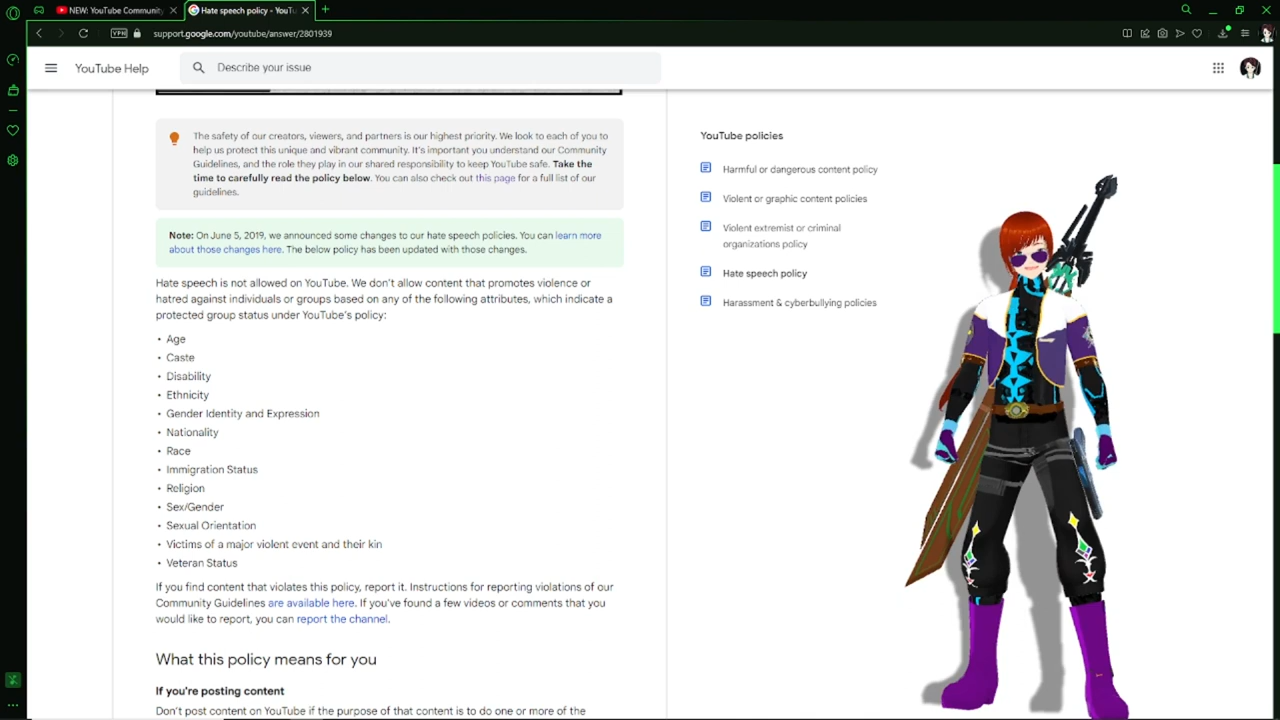 NEW: YouTube Community
Hate speech policy - YouTu
VPN
support.google.com/youtube/answer/2801939
YouTube Help
Describe your issue
The safety of our creators, viewers, and partners is our highest priority. We look to each of you to
help us protect this unique and vibrant community. It's important you understand our Community
Guidelines, and the role they play in our shared responsibility to keep YouTube safe. Take the
time to carefully read the policy below. You can also check out this page for a full list of our
guidelines.
Note: On June 5, 2019, we announced some changes to our hate speech policies. You can learn more
about those changes here. The below policy has been updated with those changes.
Hate speech is not allowed on YouTube. We don't allow content that promotes violence or
hatred against individuals or groups based on any of the following attributes, which indicate a
protected group status under YouTube's policy:
• Age
• Caste
• Disability
• Ethnicity
• Gender Identity and Expression
• Nationality
• Race
• Immigration Status
• Religion
• Sex/Gender
• Sexual Orientation
• Victims of a major violent event and their kin
• Veteran Status
If you find content that violates this policy, report it. Instructions for reporting violations of our
Community Guidelines are available here. If you've found a few videos or comments that you
would like to report, you can report the channel.
What this policy means for you
If you're posting content
Don't post content on YouTube if the purpose of that content is to do one or more of the
YouTube policies
Harmful or dangerous content policy
Violent or graphic content policies
Violent extremist or criminal
organizations policy
Hate speech policy
Harassment & cyberbullying policies